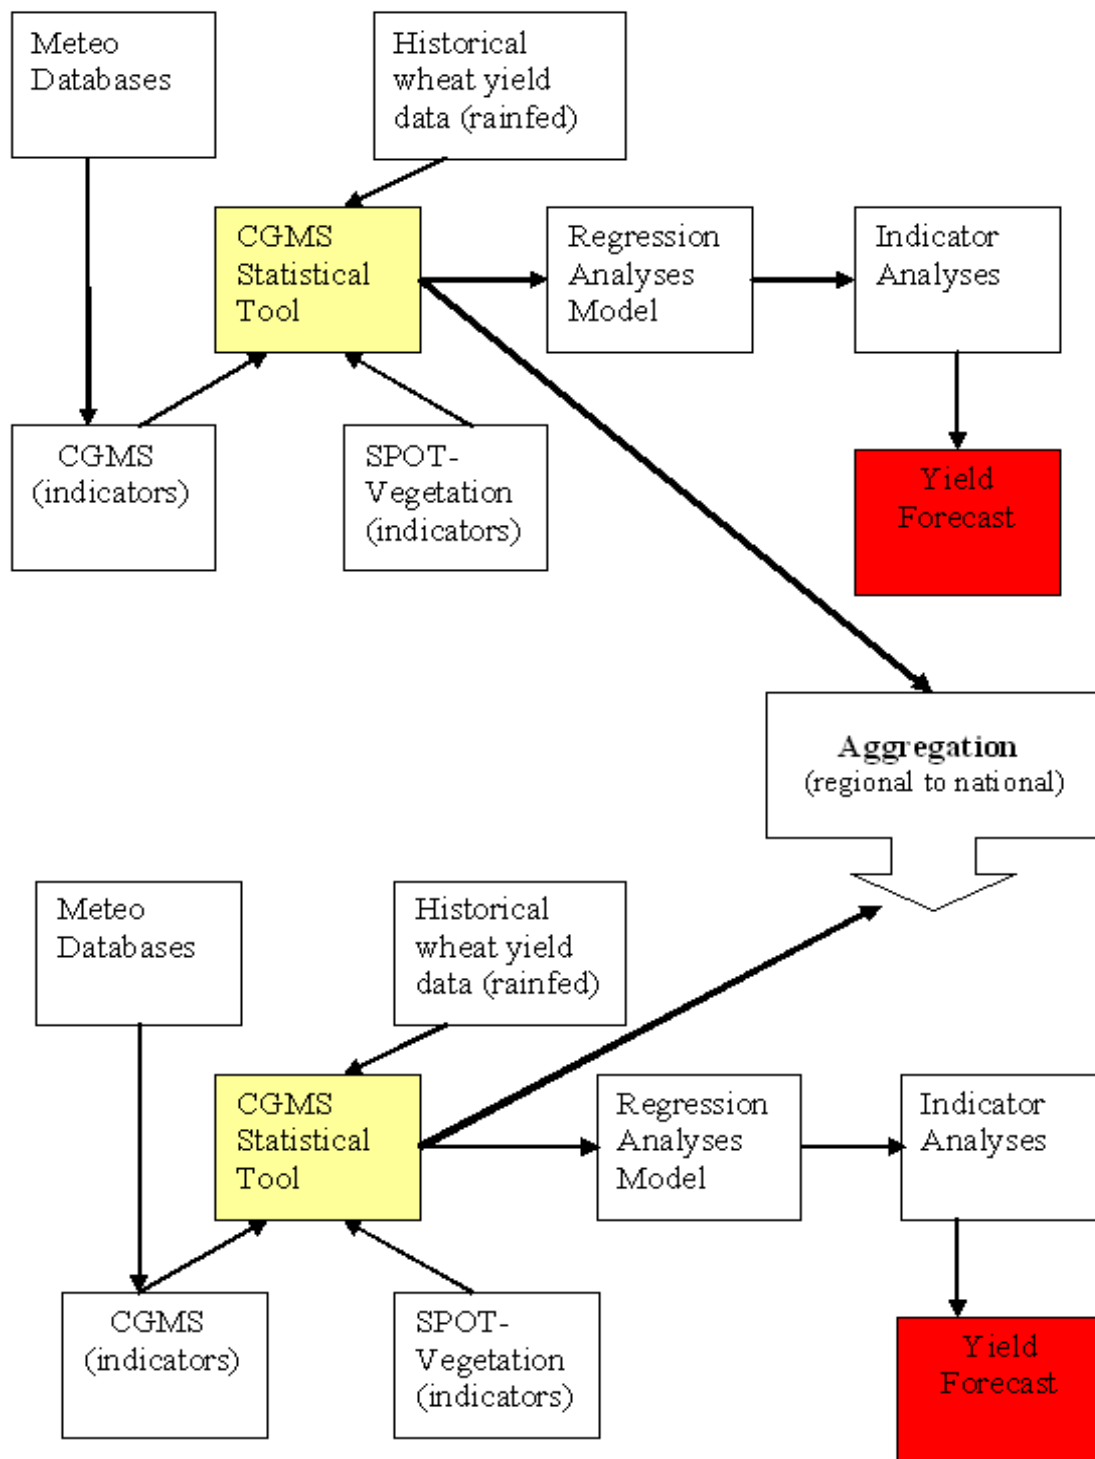 Meteo
Databases
Historical
wheat yield
data (rainfed)
CGMS
Statistical
Tool
Regression
Analyses
Model
Indicator
Analyses
CGMS
(indicators)
SPOT-
Vegetation
(indicators)
Yield
Forecast
Aggregation
(regional to national)
Meteo
Databases
Historical
wheat yield
data (rainfed)
CGMS
Statistical
Tool
Regression
Analyses
Model
Indicator
Analyses
CGMS
(indicators)
SPOT-
Vegetation
(indicators)
Yield
Forecast